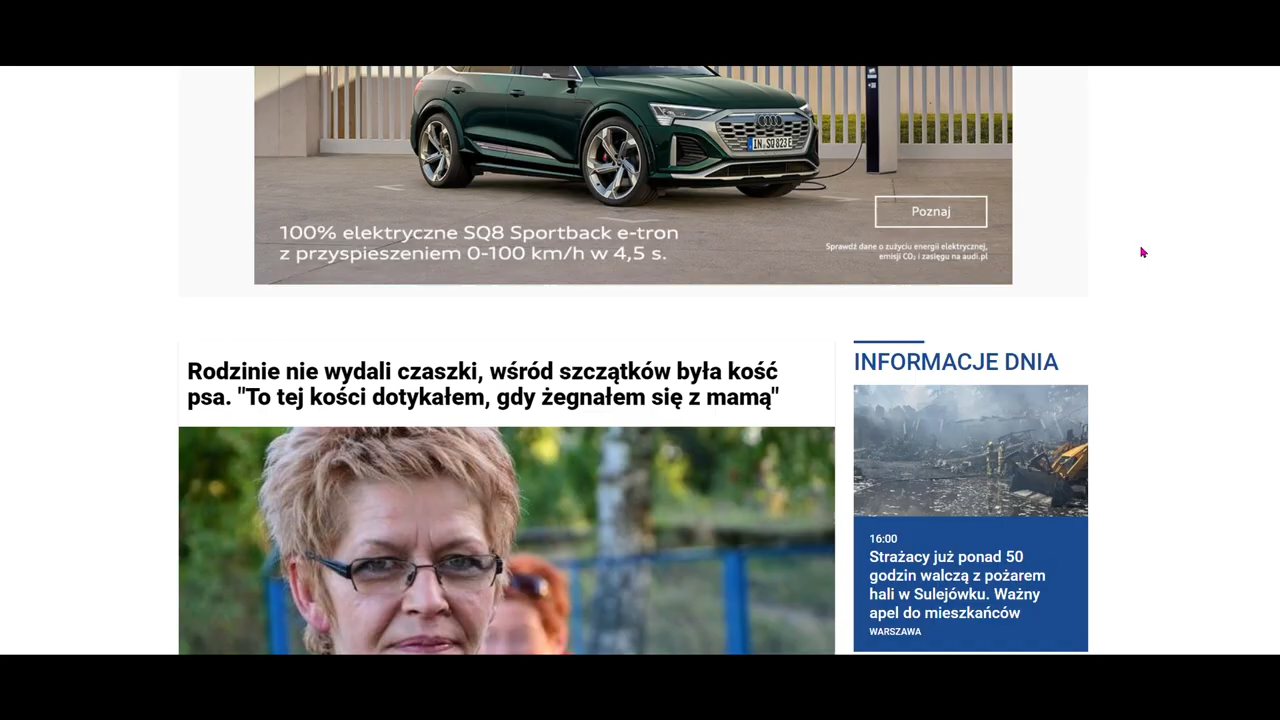 IN·SQ 823E
Poznaj
100% elektryczne SQ8 Sportback e-tron
z przyspieszeniem 0-100 km/h w 4,5 s.
Sprawdź dane o zużyciu energii elektrycznej,
emisji CO₂ i zasięgu na audi.pl
Rodzinie nie wydali czaszki, wśród szczątków była kość
psa. "To tej kości dotykałem, gdy żegnałem się z mamą"
INFORMACJE DNIA
16:00
Strażacy już ponad 50
godzin walczą z pożarem
hali w Sulejówku. Ważny
apel do mieszkańców
WARSZAWA